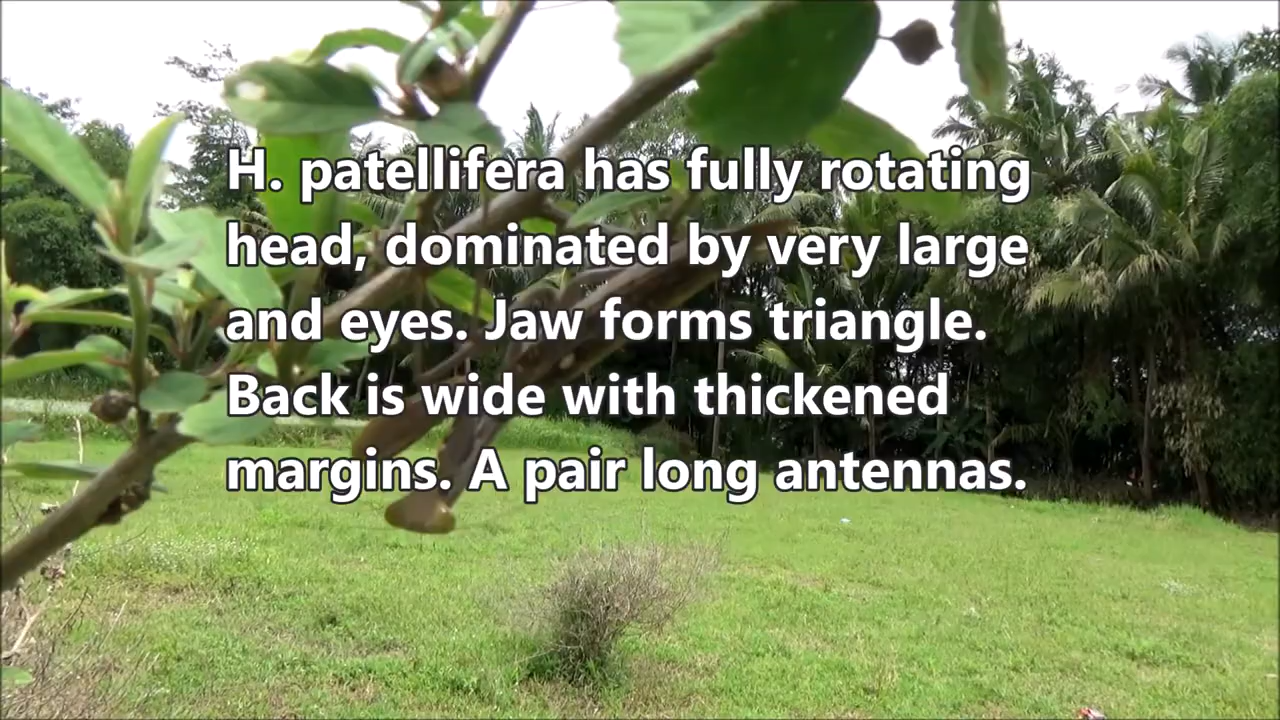 H. patellifera has fully rotating
head, dominated by very large
and eyes. Jaw forms triangle.
Back is wide with thickened
margins. A pair long antennas.